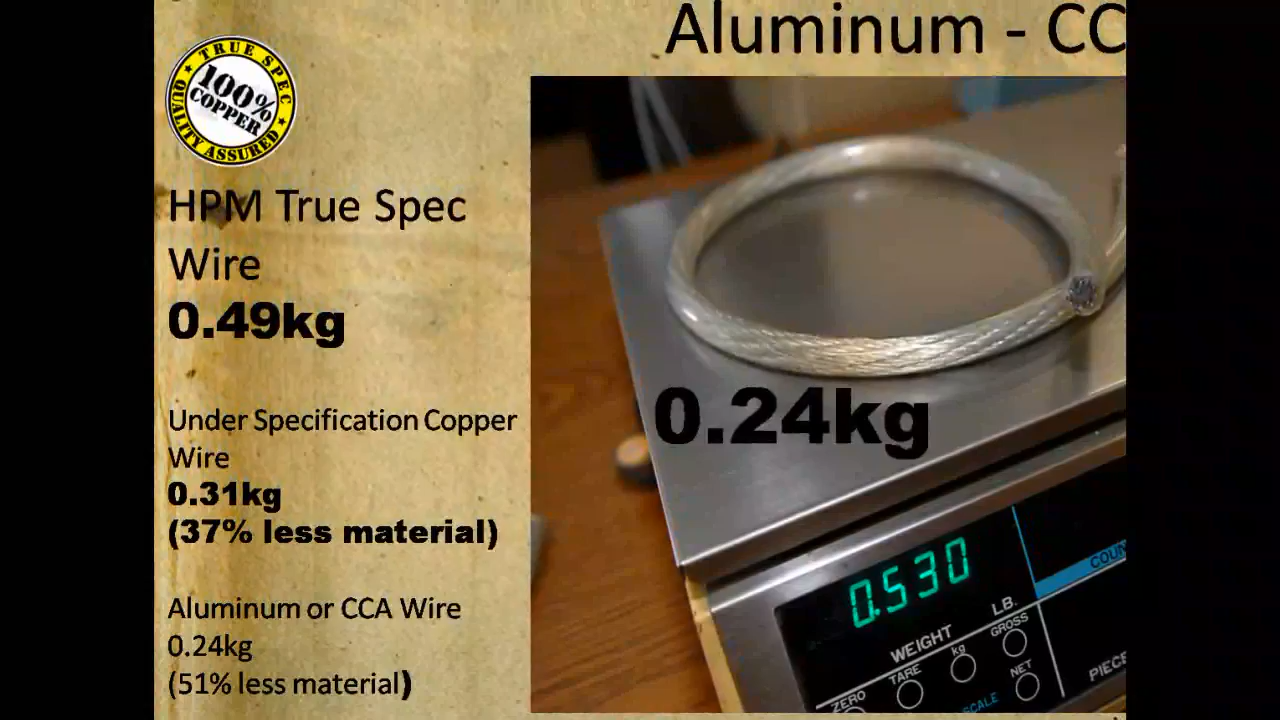 Aluminum - CC
TRUE SPEC
100%
COPPER
QUALITY ASSURED
HPM True Spec
Wire
0.49kg
Under Specification Copper
Wire
0.31kg
(37% less material)
Aluminum or CCA Wire
0.24kg
(51% less material)
0.24kg
0.530
LB.
COUN
WEIGHT
ZERO TARE kg GROSS
NET
SCALE
PIECE